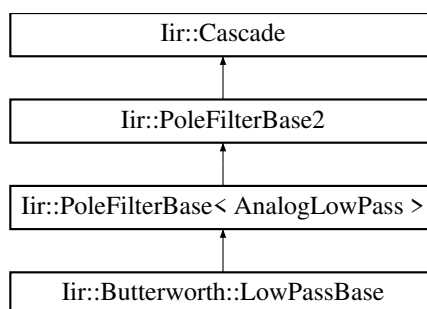 Iir::Cascade
Iir::PoleFilterBase2
Iir::PoleFilterBase< AnalogLowPass >
Iir::Butterworth::LowPassBase